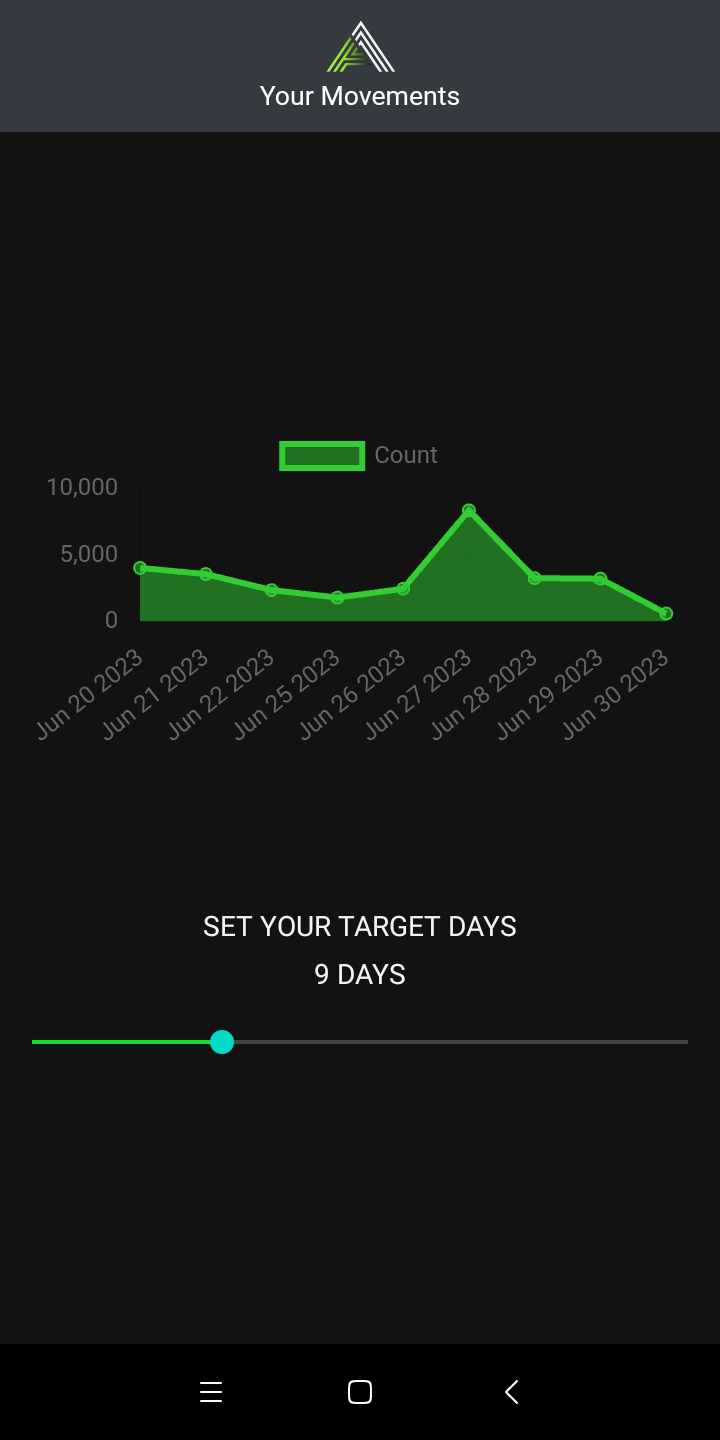 Your Movements
Count
10,000
5,000
0
Jun 20 2023
Jun 21 2023
Jun 22 2023
Jun 25 2023
Jun 26 2023
Jun 27 2023
Jun 28 2023
Jun 29 2023
Jun 30 2023
SET YOUR TARGET DAYS
9 DAYS